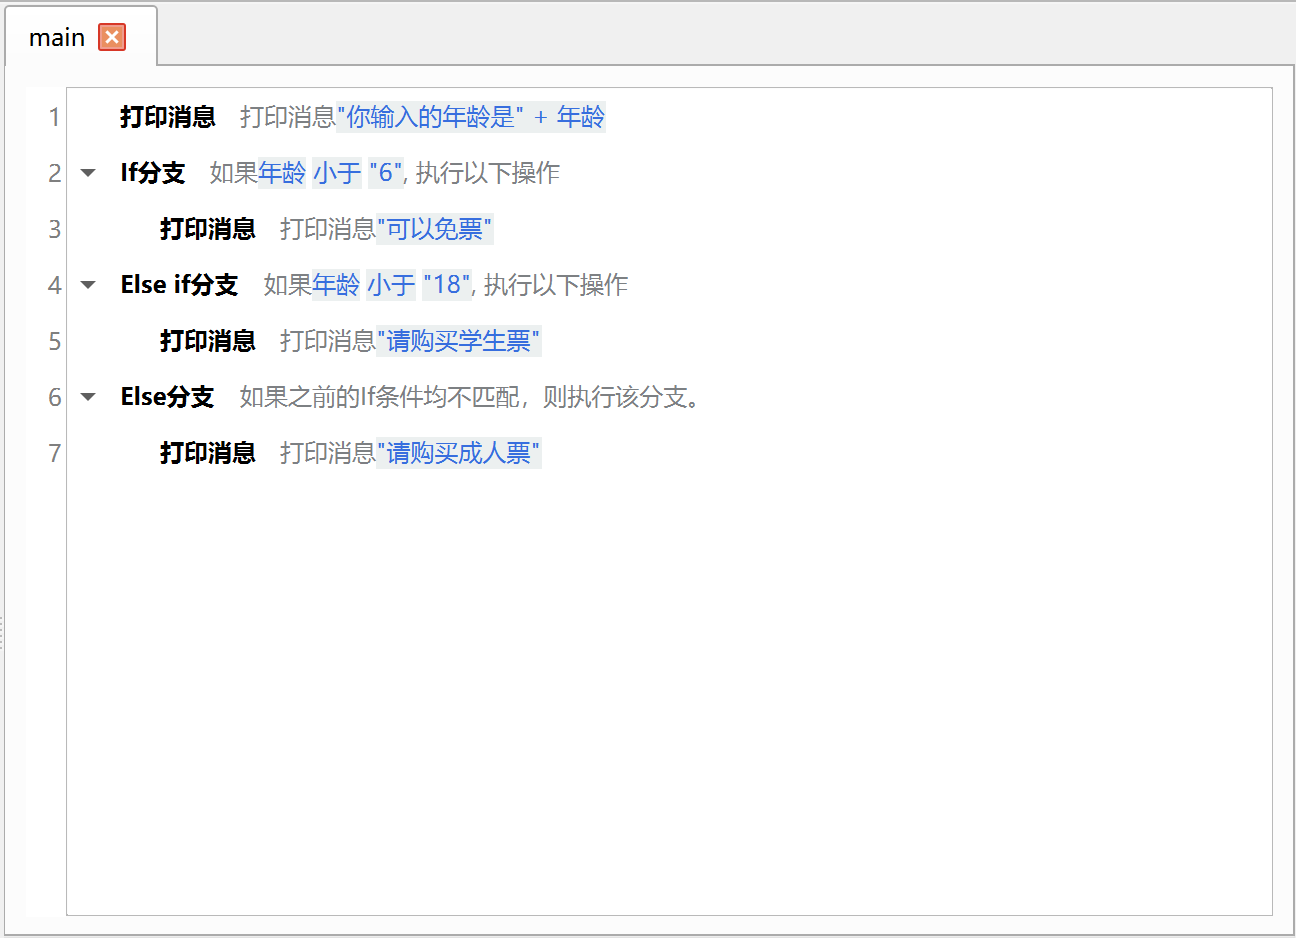 main
1 打印消息 打印消息"你输入的年龄是" + 年龄
2 If分支 如果年龄 小于 "6", 执行以下操作
3 打印消息 打印消息"可以免票"
4 Else if分支 如果年龄 小于 "18", 执行以下操作
5 打印消息 打印消息"请购买学生票"
6 Else分支 如果之前的If条件均不匹配，则执行该分支。
7 打印消息 打印消息"请购买成人票"